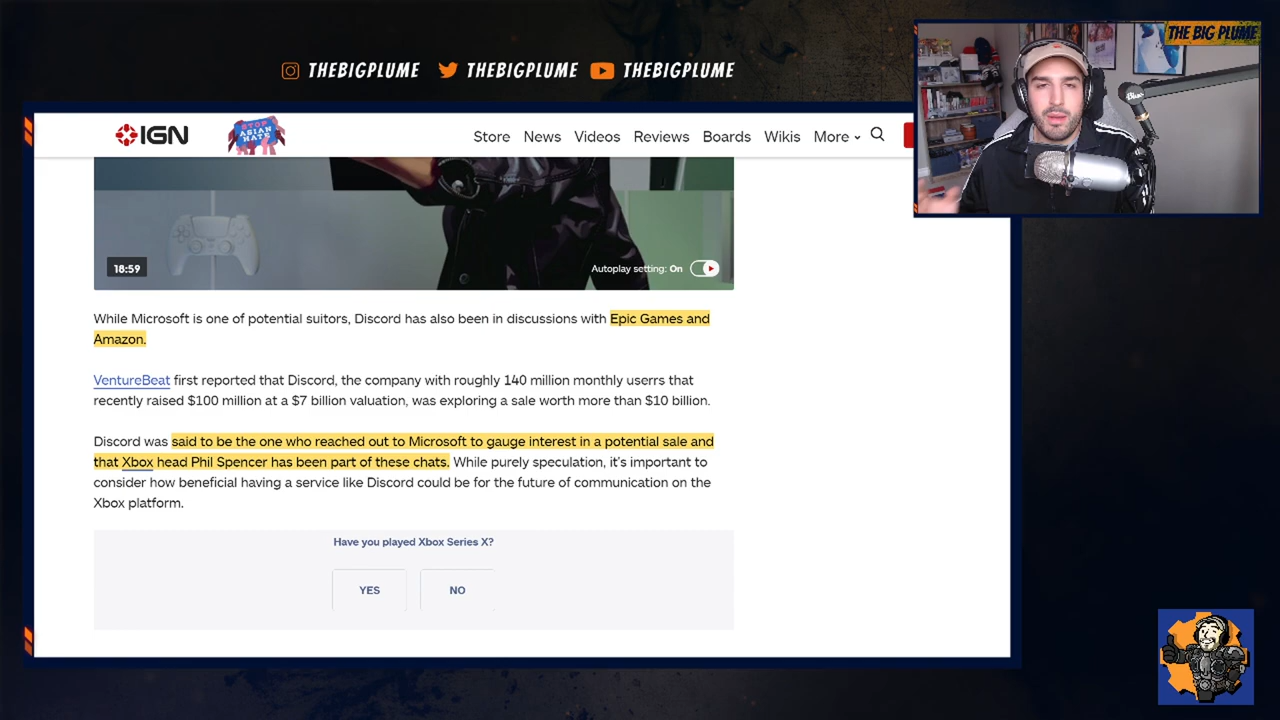 THE BIG PLUME
THEBIGPLUME THEBIGPLUME THEBIGPLUME
IGN STOP ASIAN HATE Store News Videos Reviews Boards Wikis More
18:59 Autoplay setting: On
While Microsoft is one of potential suitors, Discord has also been in discussions with Epic Games and
Amazon.
VentureBeat first reported that Discord, the company with roughly 140 million monthly userrs that
recently raised $100 million at a $7 billion valuation, was exploring a sale worth more than $10 billion.
Discord was said to be the one who reached out to Microsoft to gauge interest in a potential sale and
that Xbox head Phil Spencer has been part of these chats. While purely speculation, it's important to
consider how beneficial having a service like Discord could be for the future of communication on the
Xbox platform.
Have you played Xbox Series X?
YES NO